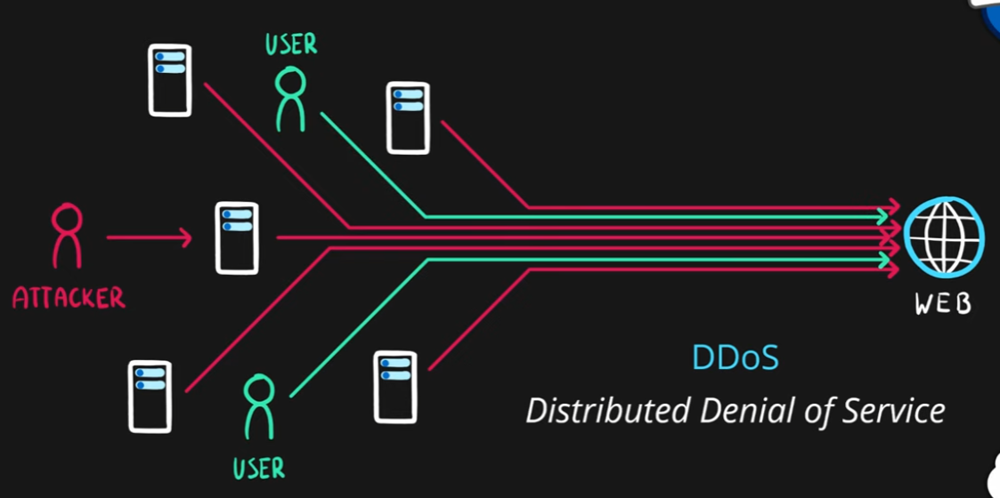 USER
ATTACKER
WEB
DDoS
Distributed Denial of Service
USER